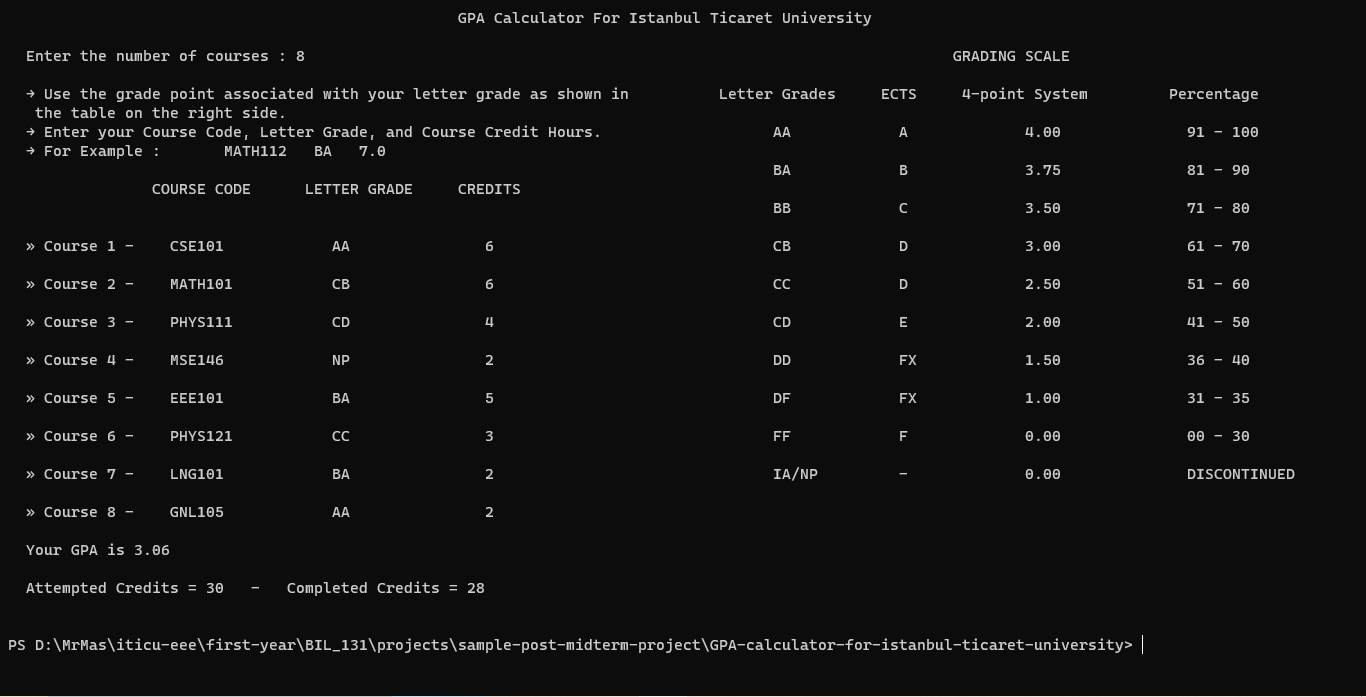 GPA Calculator For Istanbul Ticaret University
Enter the number of courses : 8
GRADING SCALE
→ Use the grade point associated with your letter grade as shown in
the table on the right side.
→ Enter your Course Code, Letter Grade, and Course Credit Hours.
→ For Example : MATH112 BA 7.0
COURSE CODE LETTER GRADE CREDITS
» Course 1 - CSE101 AA 6
» Course 2 - MATH101 CB 6
» Course 3 - PHYS111 CD 4
» Course 4 - MSE146 NP 2
» Course 5 - EEE101 BA 5
» Course 6 - PHYS121 CC 3
» Course 7 - LNG101 BA 2
» Course 8 - GNL105 AA 2
Letter Grades ECTS 4-point System Percentage
AA A 4.00 91 - 100
BA B 3.75 81 - 90
BB C 3.50 71 - 80
CB D 3.00 61 - 70
CC D 2.50 51 - 60
CD E 2.00 41 - 50
DD FX 1.50 36 - 40
DF FX 1.00 31 - 35
FF F 0.00 00 - 30
IA/NP - 0.00 DISCONTINUED
Your GPA is 3.06
Attempted Credits = 30 - Completed Credits = 28
PS D:\MrMas\iticu-eee\first-year\BIL_131\projects\sample-post-midterm-project\GPA-calculator-for-istanbul-ticaret-university>